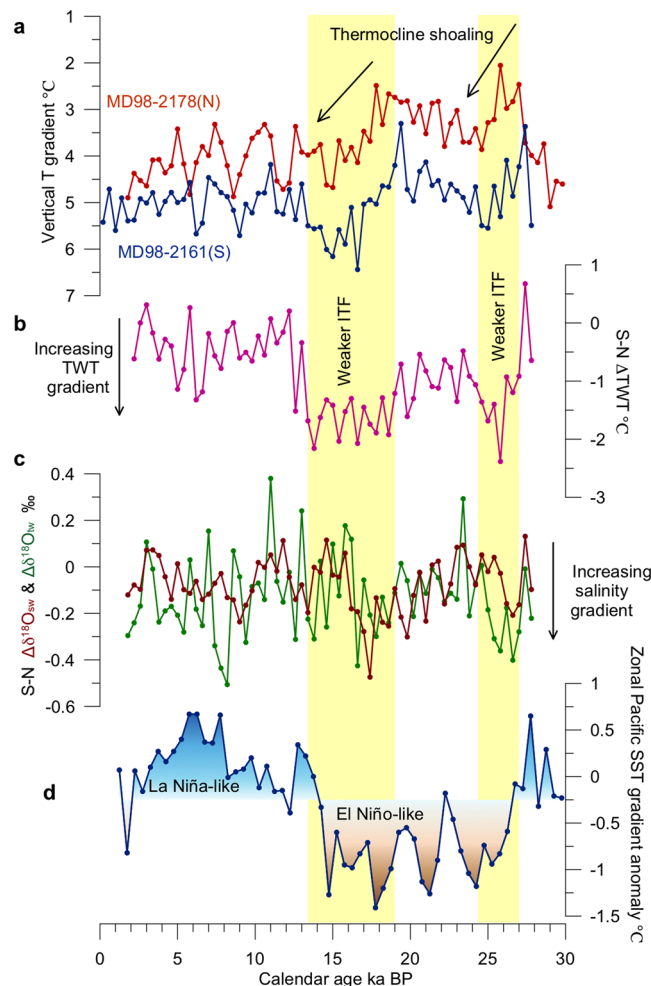 a
1
2
3
4
5
6
7
Vertical T gradient °C
Thermocline shoaling
MD98-2178(N)
MD98-2161(S)
b
Increasing
TWT
gradient
Weaker ITF
Weaker ITF
1
0
-1
-2
-3
S-N ΔTWT °C
c
0.4
0.2
0
-0.2
-0.4
-0.6
S-N Δδ18Osw & Δδ18Otw ‰
Increasing
salinity
gradient
d
La Niña-like
El Niño-like
1
0.5
0
-0.5
-1
-1.5
Zonal Pacific SST gradient anomaly °C
0 5 10 15 20 25 30
Calendar age ka BP